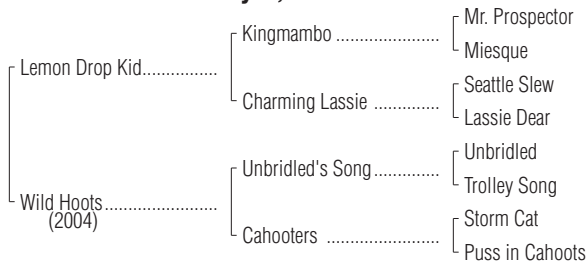 Mr. Prospector
Kingmambo ..................
Miesque
Lemon Drop Kid...............
Seattle Slew
Charming Lassie ..............
Lassie Dear
Unbridled
Unbridled's Song.............
Trolley Song
Wild Hoots......................
(2004)
Storm Cat
Cahooters ......................
Puss in Cahoots